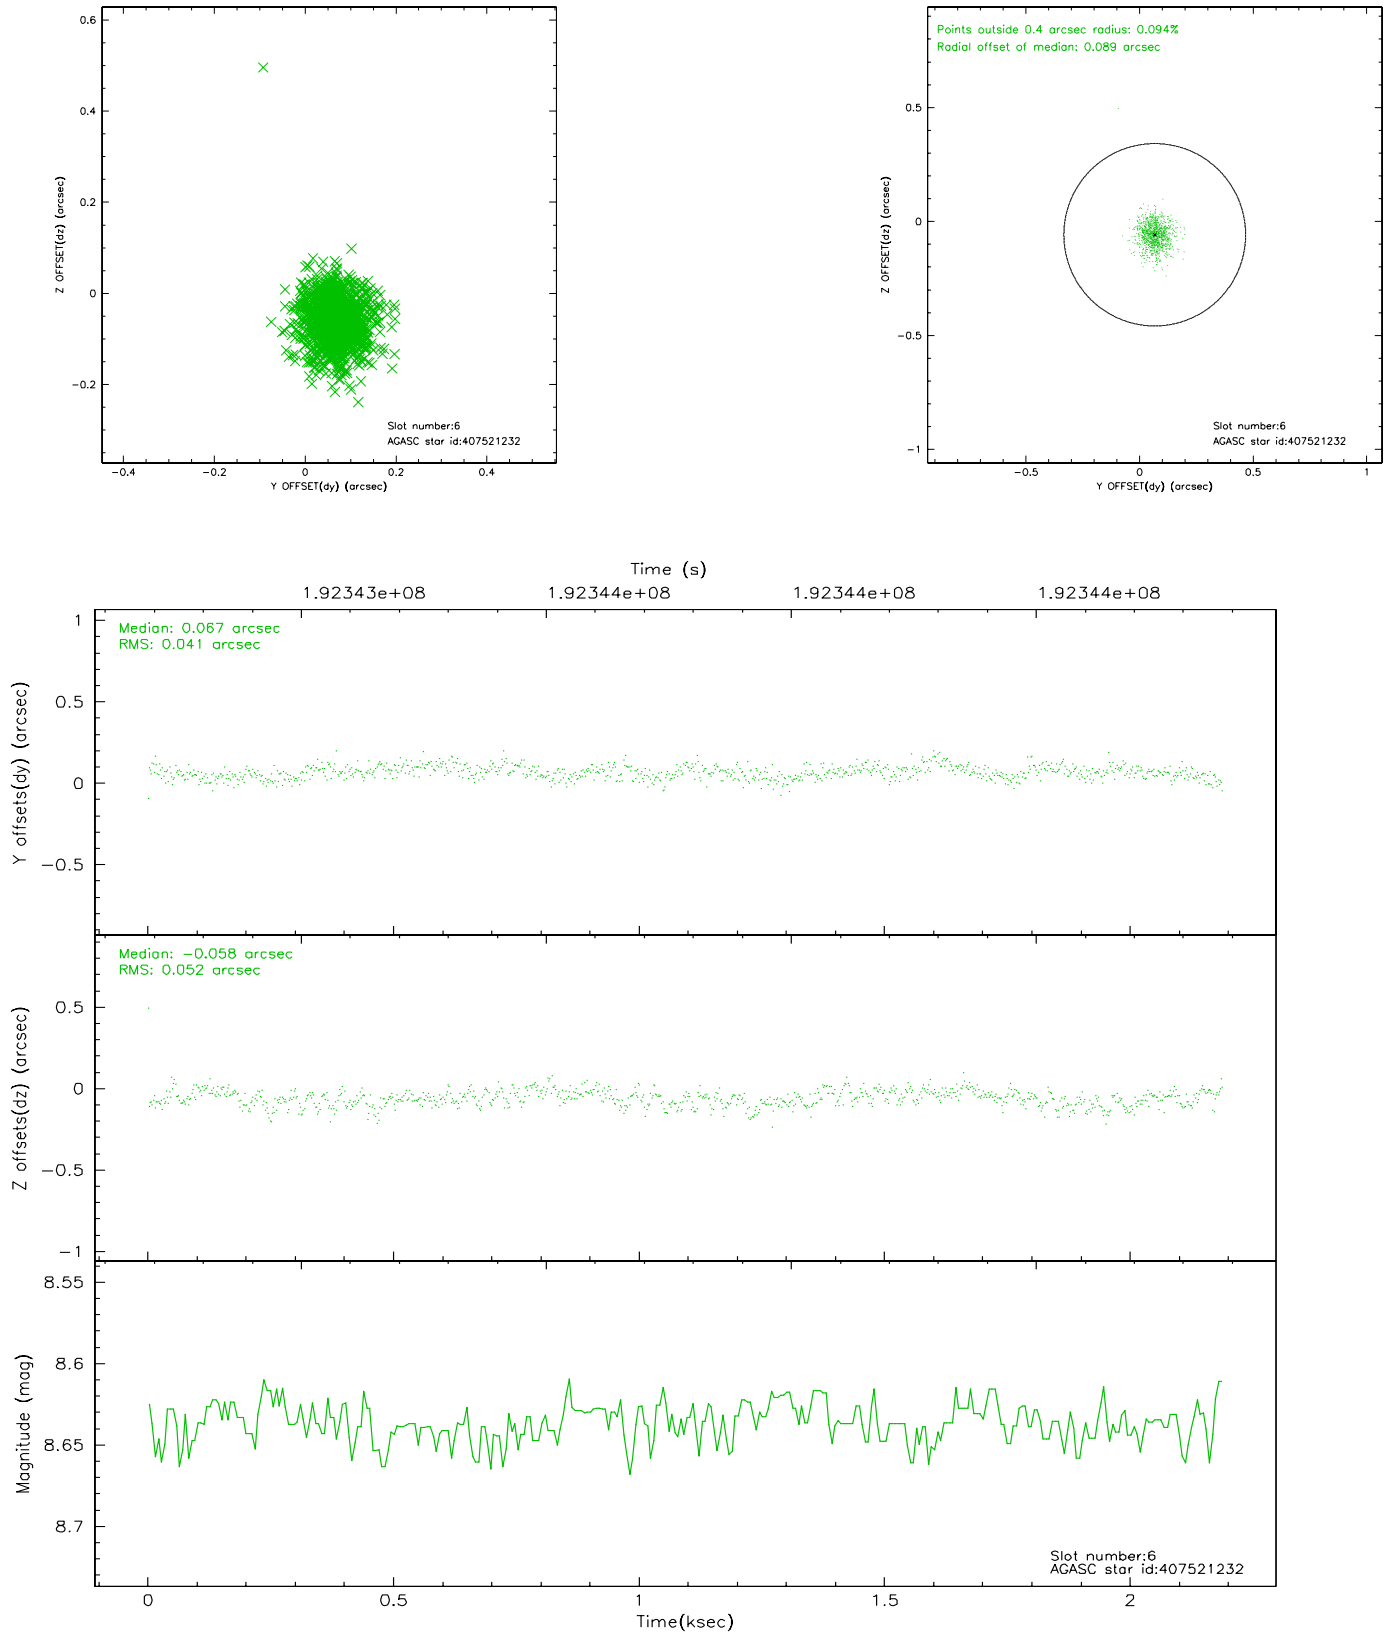 0.6
0.4
0.2
0
−0.2
Z OFFSET(dz) (arcsec)
Slot number:6
AGASC star id:407521232
−0.4 −0.2 0 0.2 0.4
Y OFFSET(dy) (arcsec)
Points outside 0.4 arcsec radius: 0.094%
Radial offset of median: 0.089 arcsec
0.5
0
−0.5
−1
Z OFFSET(dz) (arcsec)
Slot number:6
AGASC star id:407521232
−0.5 0 0.5 1
Y OFFSET(dy) (arcsec)
Time (s)
1.92343e+08 1.92344e+08 1.92344e+08 1.92344e+08
Median: 0.067 arcsec
RMS: 0.041 arcsec
1
0.5
0
−0.5
Y offsets(dy) (arcsec)
Median: −0.058 arcsec
RMS: 0.052 arcsec
0.5
0
−0.5
−1
Z offsets(dz) (arcsec)
8.55
8.6
8.65
8.7
Magnitude (mag)
Slot number:6
AGASC star id:407521232
0 0.5 1 1.5 2
Time(ksec)